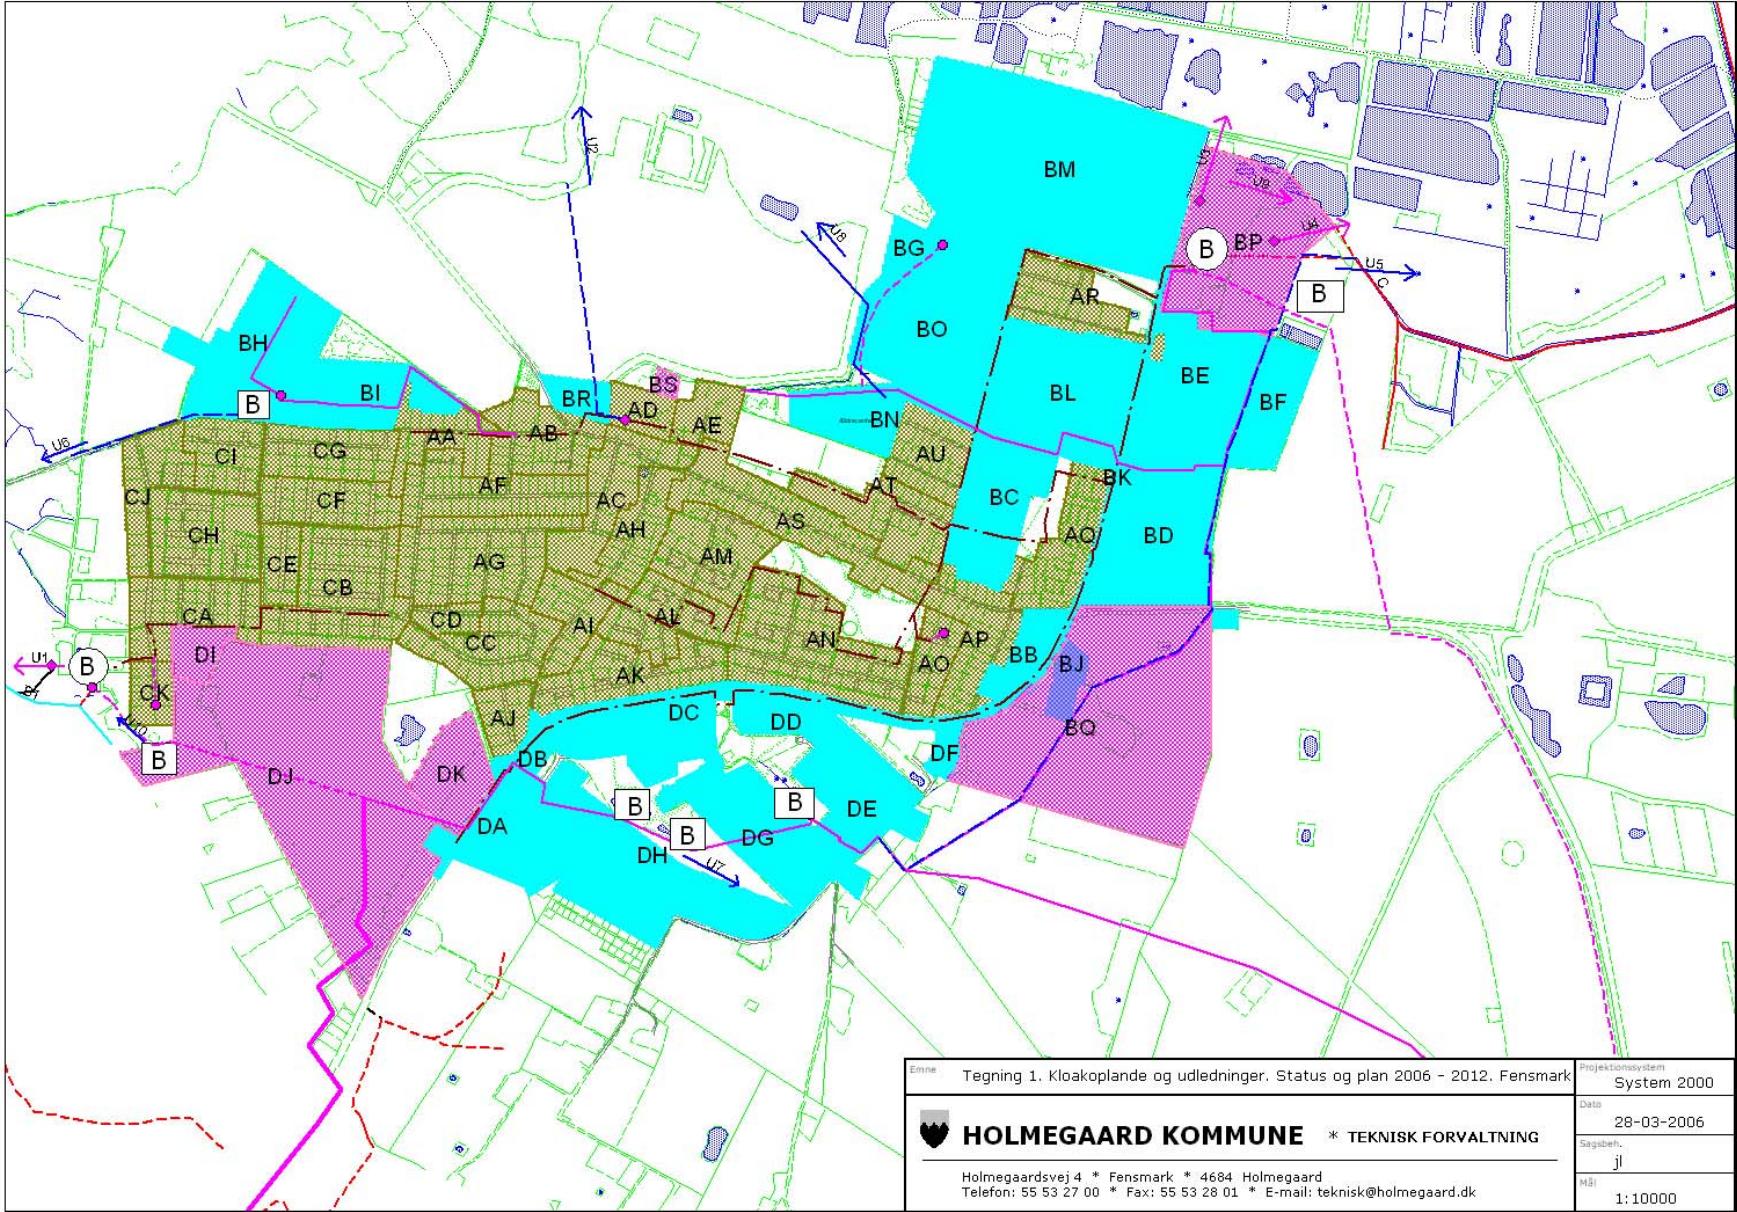 U2
BM
U3
U9
U4
BP
B
U8
BG
U5
C
B
AR
BO
BH
BE
BI
BS
BL
BR
B
AD
BF
AE
BN
AA
AB
U6
CI
CG
AU
AF
AT
BK
CJ
CF
AC
BC
AS
AH
CH
AQ
BD
AM
CE
AG
CB
CA
CD
AL
AI
CC
AN
AP
DI
BB
BJ
U1
B
AO
AK
CK
DC
DD
AJ
BQ
U10
B
DB
DF
DJ
DK
B
B
DE
DA
B
DG
DH
U7
Emne
Tegning 1. Kloakoplande og udledninger. Status og plan 2006 - 2012. Fensmark
Projektionssystem
System 2000
Dato
28-03-2006
HOLMEGAARD KOMMUNE * TEKNISK FORVALTNING
Sagsbeh.
jl
Holmegaardsvej 4 * Fensmark * 4684 Holmegaard
Telefon: 55 53 27 00 * Fax: 55 53 28 01 * E-mail: teknisk@holmegaard.dk
Mål
1:10000